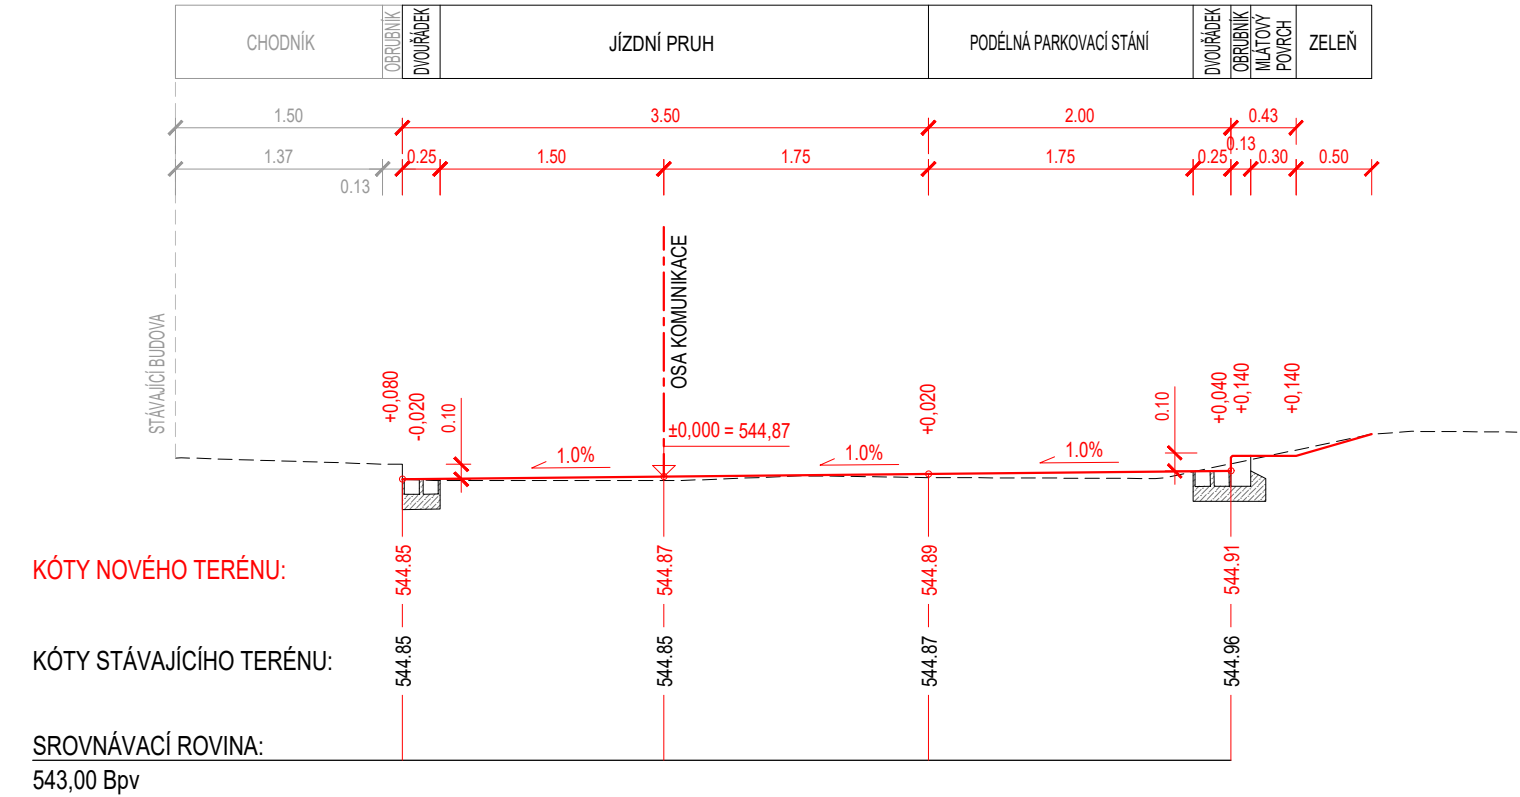 CHODNÍK
OBRUBNÍK
DVOUŘÁDEK
JÍZDNÍ PRUH
PODÉLNÁ PARKOVACÍ STÁNÍ
DVOUŘÁDEK
OBRUBNÍK
MLÁTOVÝ
POVRCH
ZELEŇ
1.50
3.50
2.00
0.43
1.37
0.13
0.25
1.50
1.75
1.75
0.25
0.13
0.30
0.50
STÁVAJÍCÍ BUDOVA
OSA KOMUNIKACE
+0,080
-0,020
0.10
±0,000 = 544,87
+0,020
0.10
+0,040
+0,140
+0,140
1.0%
1.0%
1.0%
KÓTY NOVÉHO TERÉNU:
544.85
544.87
544.89
544.91
KÓTY STÁVAJÍCÍHO TERÉNU:
544.85
544.85
544.87
544.96
SROVNÁVACÍ ROVINA:
543,00 Bpv